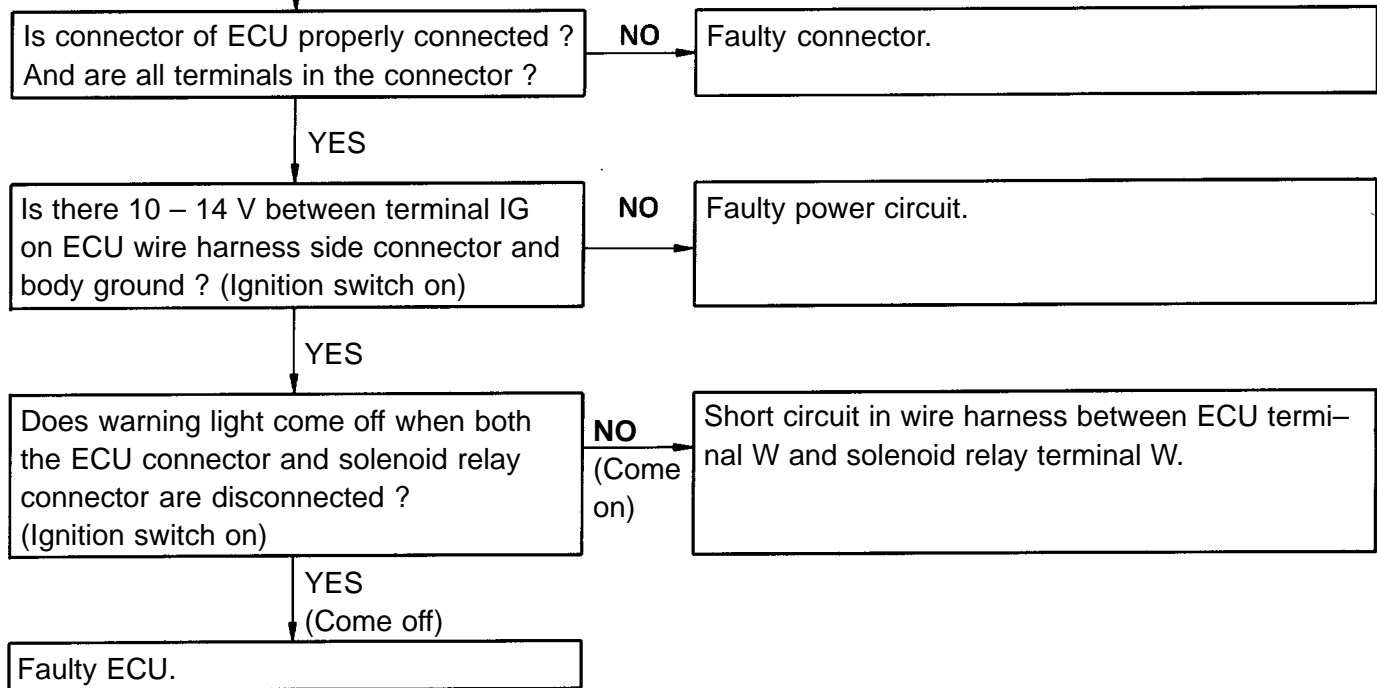 Is connector of ECU properly connected ?
And are all terminals in the connector ?
NO
Faulty connector.
YES
Is there 10 – 14 V between terminal IG
on ECU wire harness side connector and
body ground ? (Ignition switch on)
NO
Faulty power circuit.
YES
Does warning light come off when both
the ECU connector and solenoid relay
connector are disconnected ?
(Ignition switch on)
NO
(Come
on)
Short circuit in wire harness between ECU termi–
nal W and solenoid relay terminal W.
YES
(Come off)
Faulty ECU.